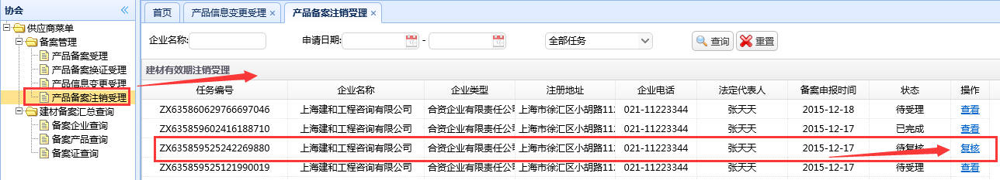 协会
供应商菜单
备案管理
产品备案受理
产品备案换证受理
产品信息变更受理
产品备案注销受理
建材备案汇总查询
备案企业查询
备案产品查询
备案证查询
首页 产品信息变更受理 产品备案注销受理
企业名称: 申请日期: - 全部任务 查询 重置
建材有效期注销受理
任务编号 企业名称 企业类型 注册地址 企业电话 法定代表人 备案申报时间 状态 操作
ZX635860629766697046 上海建和工程咨询有限公司 合资企业(有限责任公司 上海市徐汇区小胡路112 021-11223344 张天天 2015-12-18 待受理 查看
ZX635859602416188710 上海建和工程咨询有限公司 合资企业(有限责任公司 上海市徐汇区小胡路112 021-11223344 张天天 2015-12-17 已完成 查看
ZX635859525242269880 上海建和工程咨询有限公司 合资企业(有限责任公司 上海市徐汇区小胡路112 021-11223344 张天天 2015-12-17 待复核 复核
ZX635859525121990019 上海建和工程咨询有限公司 合资企业(有限责任公司 上海市徐汇区小胡路112 021-11223344 张天天 2015-12-17 待受理 查看